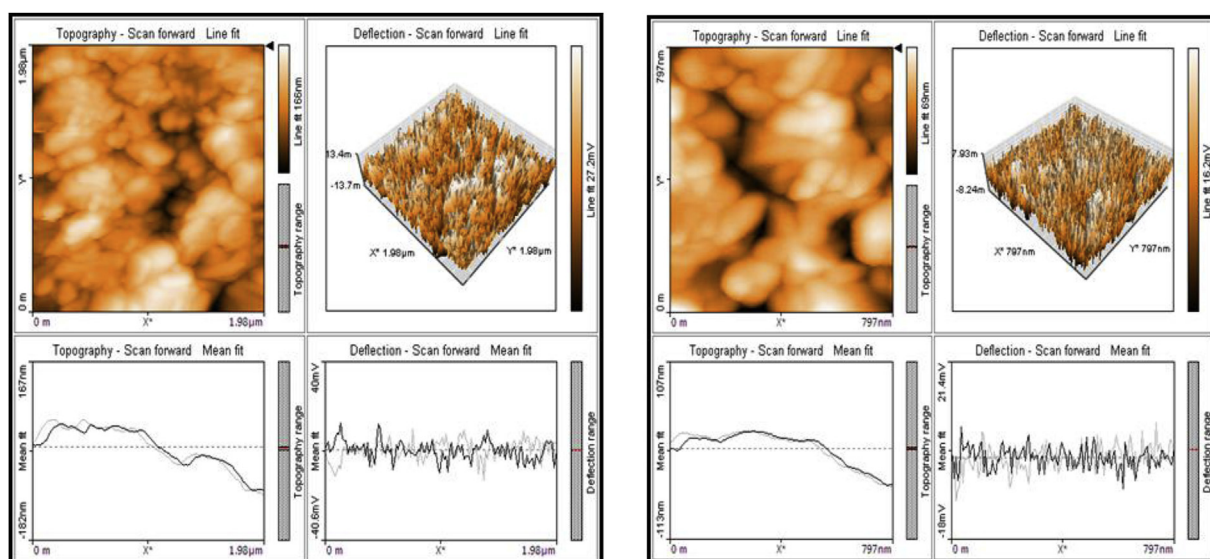 Topography - Scan forward Line fit
1.98µm
Y*
0 m
0 m
X*
1.98µm
Line fit 166nm
Topography range
Deflection - Scan forward Line fit
13.4m
-13.7m
X* 1.98µm
Y* 1.98µm
Line fit 27.2mV
Topography - Scan forward Mean fit
167nm
Mean fit
-182nm
0 m
X*
1.98µm
Topography range
Deflection - Scan forward Mean fit
40mV
Mean fit
-40.6mV
0 m
X*
1.98µm
Deflection range
Topography - Scan forward Line fit
797nm
Y*
0 m
0 m
X*
797nm
Line fit 69nm
Topography range
Deflection - Scan forward Line fit
7.93m
-8.24m
X* 797nm
Y* 797nm
Line fit 16.2mV
Topography - Scan forward Mean fit
107nm
Mean fit
-113nm
0 m
X*
797nm
Topography range
Deflection - Scan forward Mean fit
21.4mV
Mean fit
-18mV
0 m
X*
797nm
Deflection range